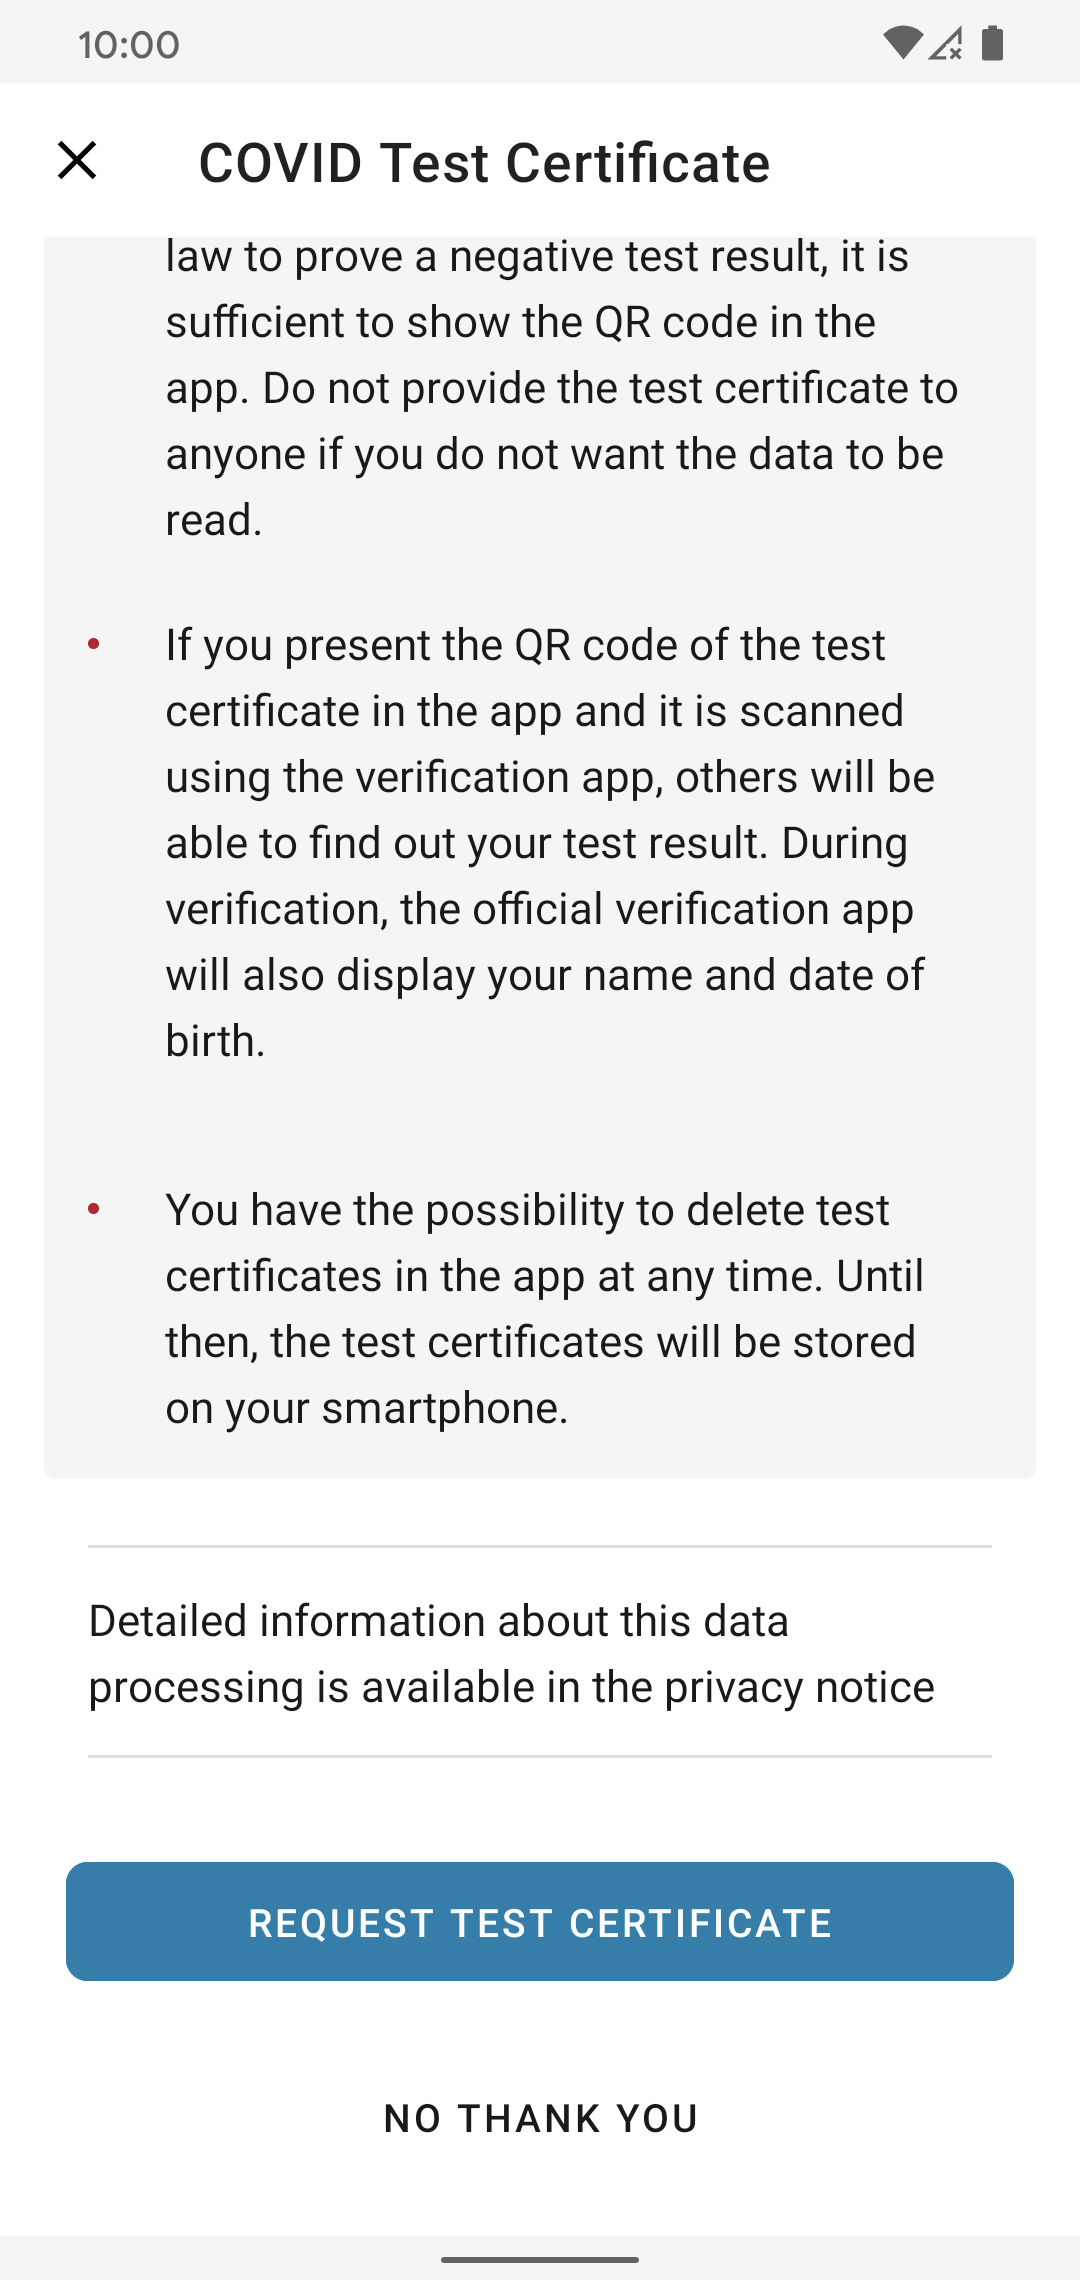 10:00
COVID Test Certificate
law to prove a negative test result, it is
sufficient to show the QR code in the
app. Do not provide the test certificate to
anyone if you do not want the data to be
read.
If you present the QR code of the test
certificate in the app and it is scanned
using the verification app, others will be
able to find out your test result. During
verification, the official verification app
will also display your name and date of
birth.
You have the possibility to delete test
certificates in the app at any time. Until
then, the test certificates will be stored
on your smartphone.
Detailed information about this data
processing is available in the privacy notice
REQUEST TEST CERTIFICATE
NO THANK YOU